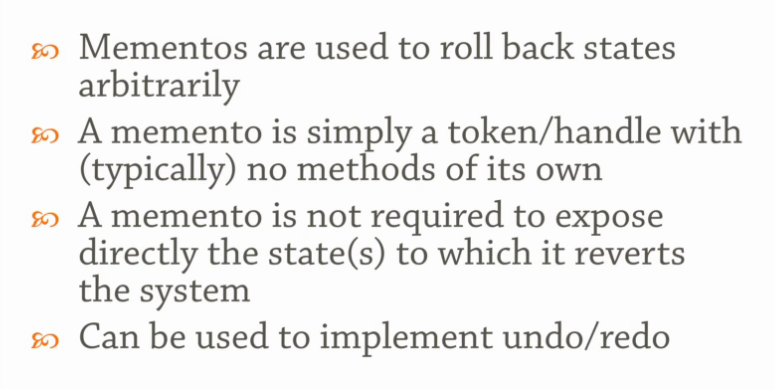 Mementos are used to roll back states
arbitrarily
A memento is simply a token/handle with
(typically) no methods of its own
A memento is not required to expose
directly the state(s) to which it reverts
the system
Can be used to implement undo/redo